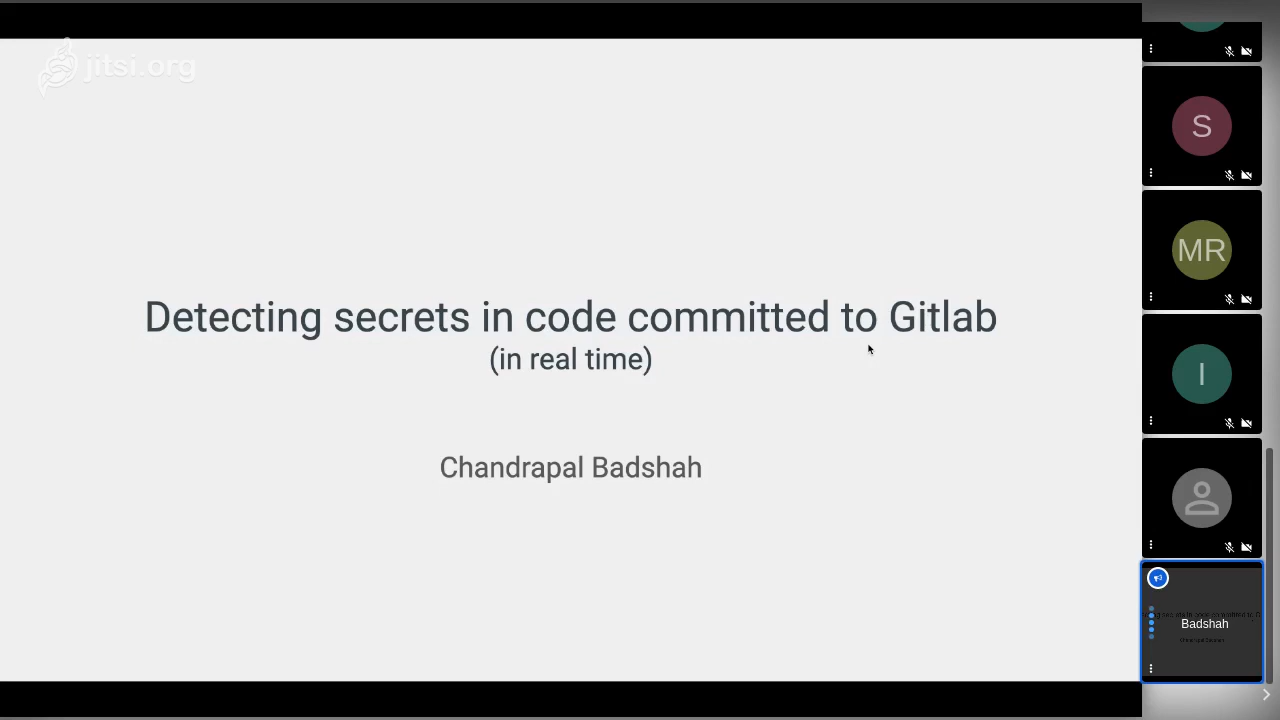 jitsi.org
Detecting secrets in code committed to Gitlab
(in real time)
Chandrapal Badshah
S
MR
I
Badshah